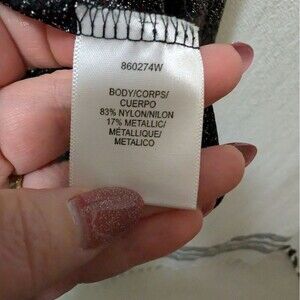 860274W
BODY/CORPS/
CUERPO
83% NYLON/NILON
17% METALLIC/
MÉTALLIQUE/
METALICO